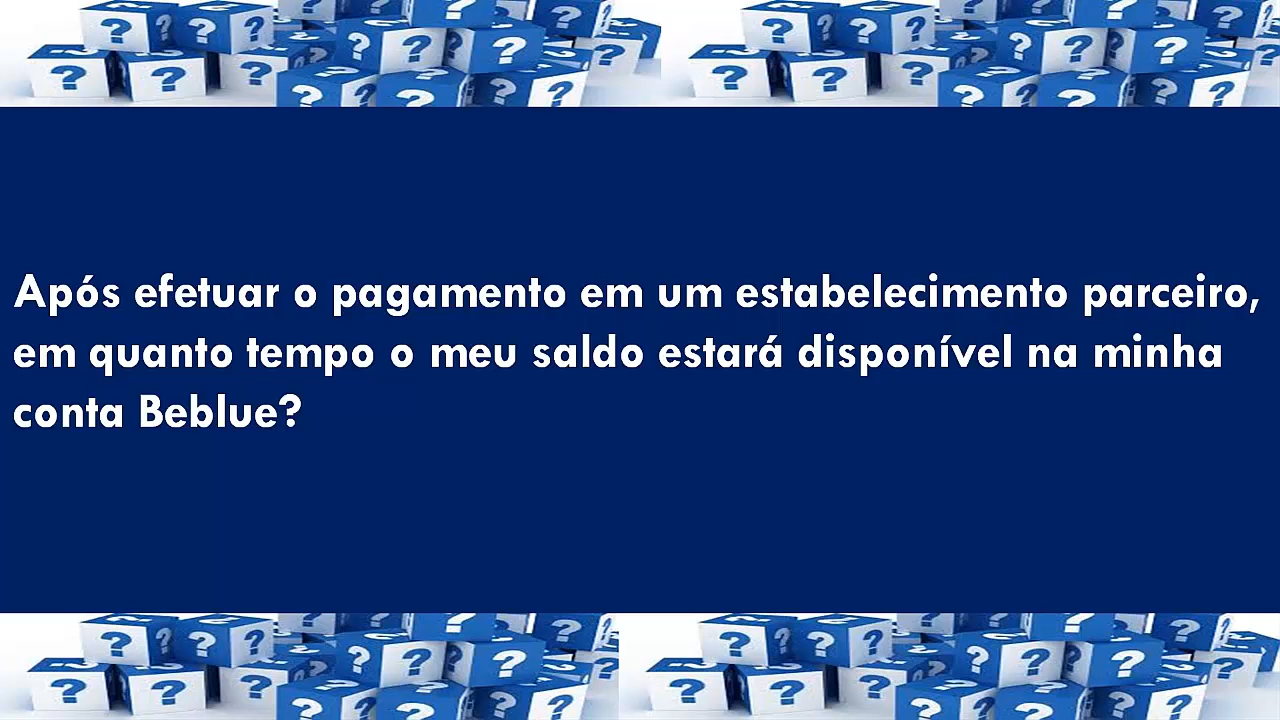 Após efetuar o pagamento em um estabelecimento parceiro,
em quanto tempo o meu saldo estará disponível na minha
conta Beblue?